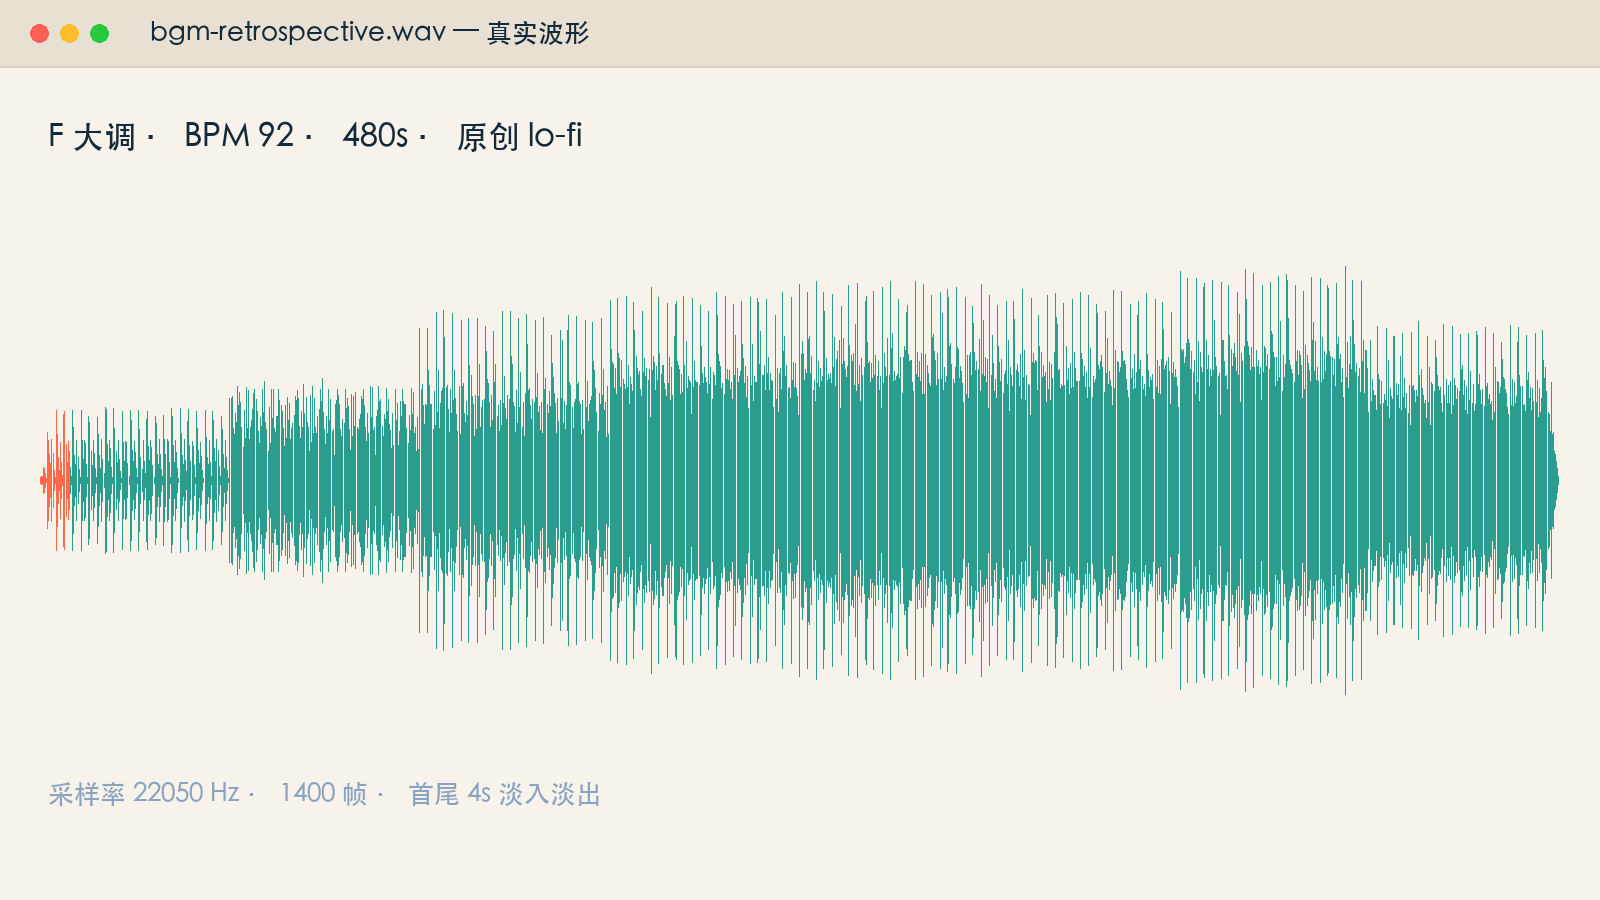 bgm-retrospective.wav — 真实波形
F 大调 · BPM 92 · 480s · 原创 lo-fi
采样率 22050 Hz · 1400 帧 · 首尾 4s 淡入淡出